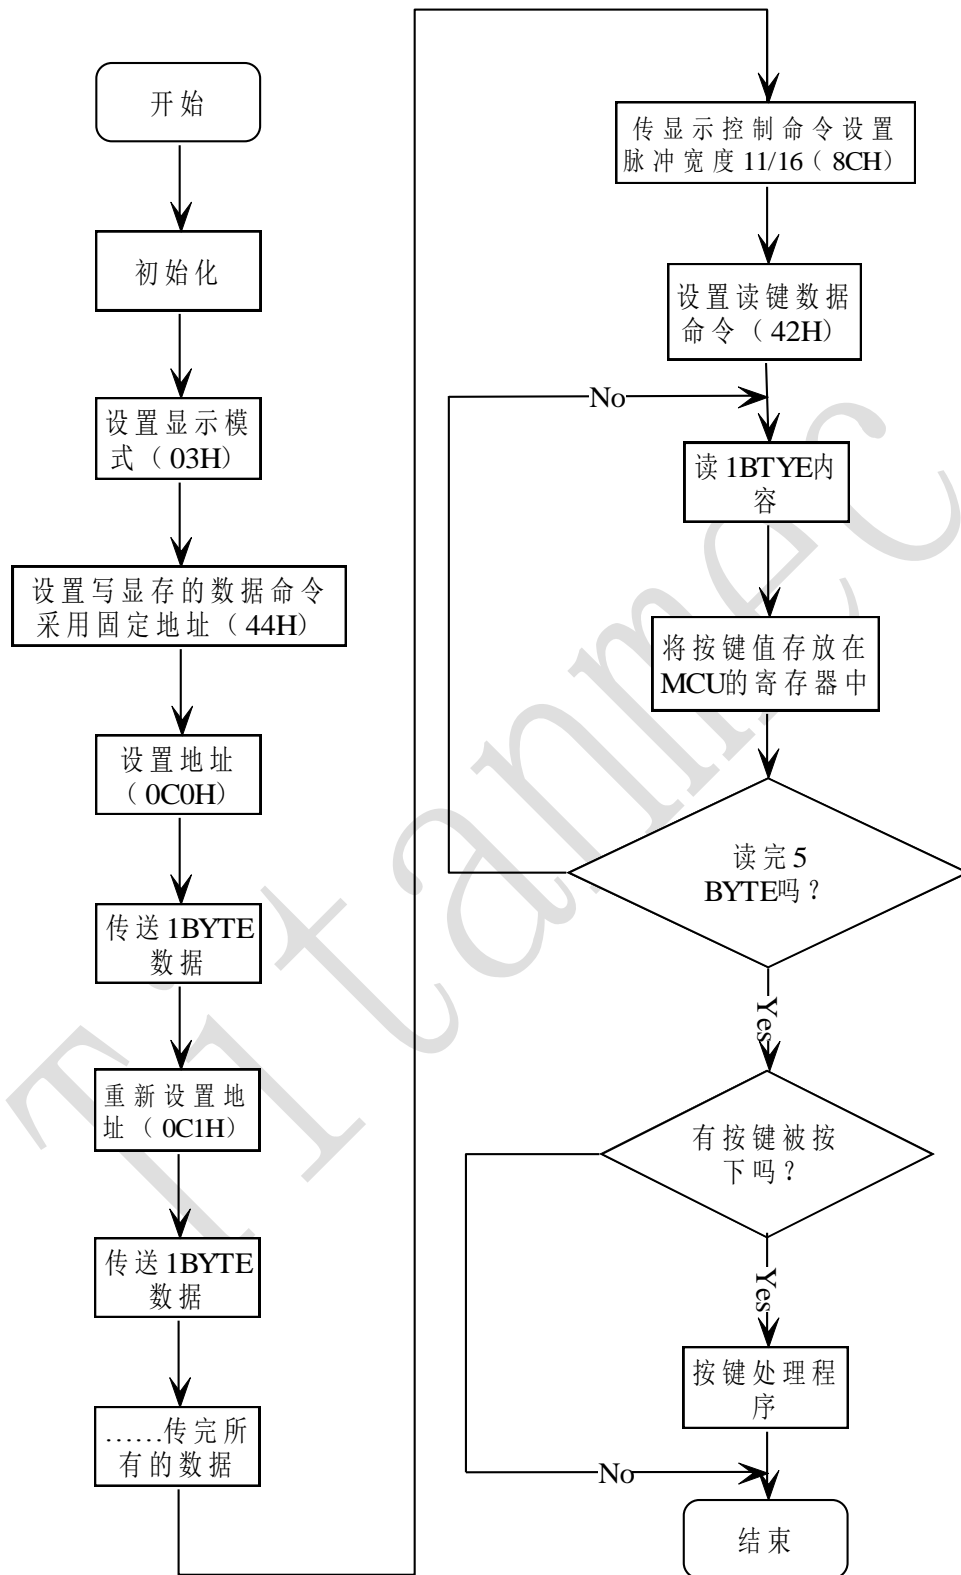 开始
初始化
设置显示模
式（03H）
设置写显存的数据命令
采用固定地址（44H）
设置地址
（0C0H）
传送1BYTE
数据
重新设置地
址（0C1H）
传送1BYTE
数据
……传完所
有的数据
传显示控制命令设置
脉冲宽度11/16（8CH）
设置读键数据
命令（42H）
No
读1BTYE内
容
将按键值存放在
MCU的寄存器中
读完5
BYTE吗？
Yes
有按键被按
下吗？
Yes
按键处理程
序
No
结束
Titanmec